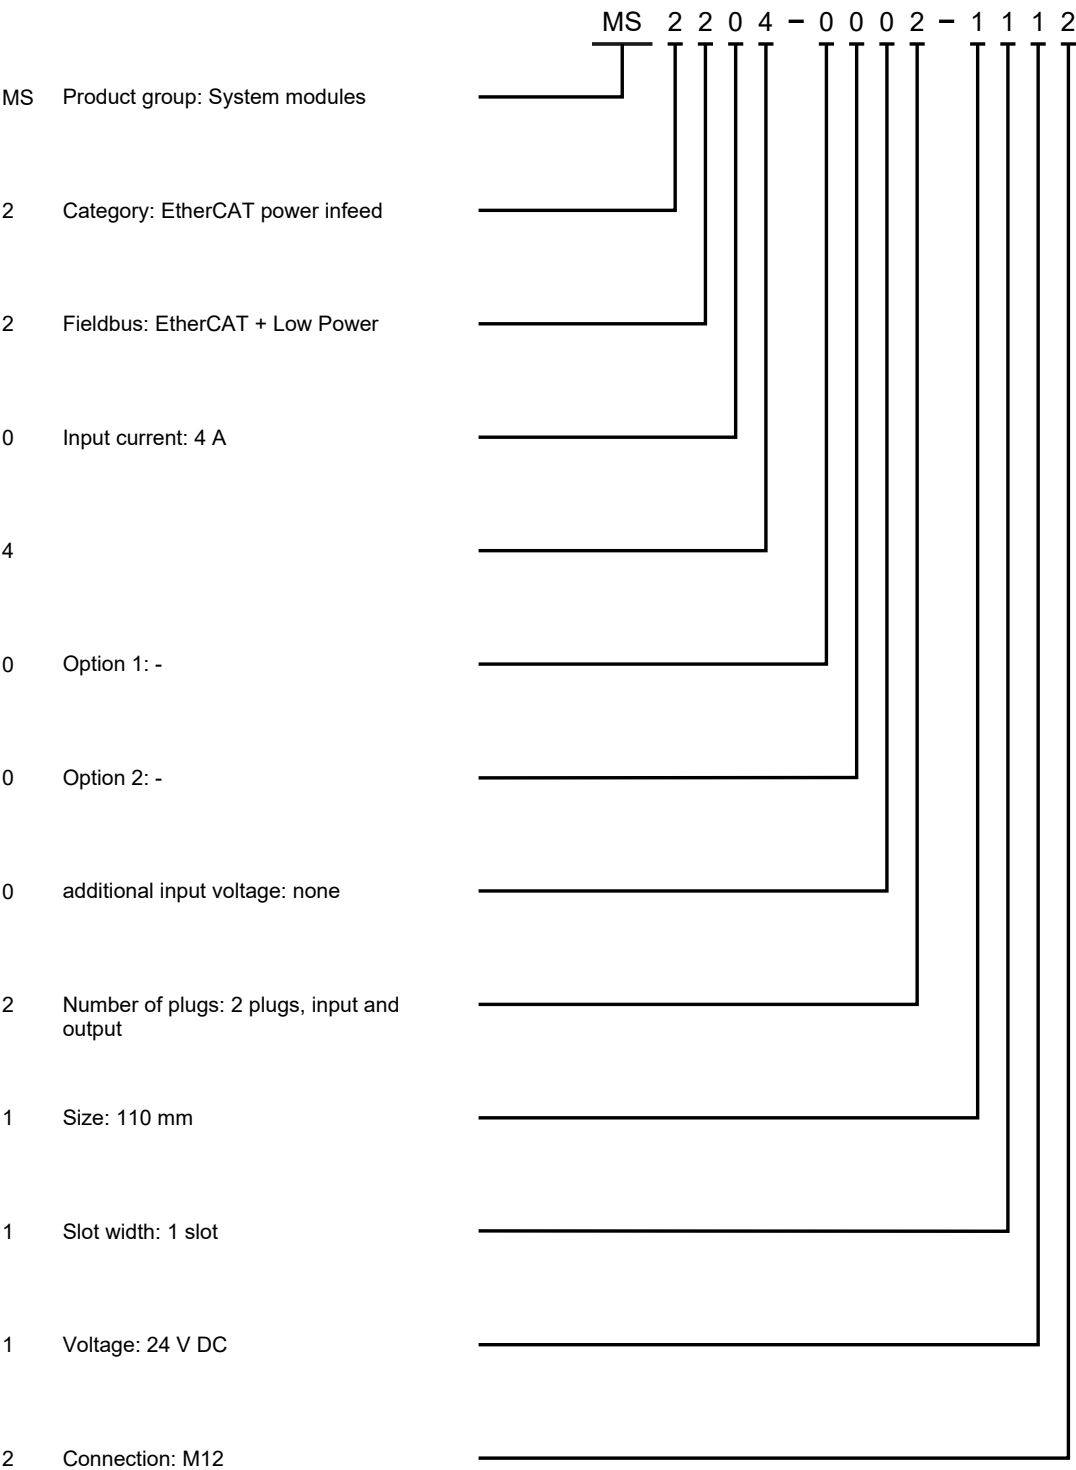 MS 2 2 0 4 – 0 0 0 2 – 1 1 1 2
MS Product group: System modules
2 Category: EtherCAT power infeed
2 Fieldbus: EtherCAT + Low Power
0 Input current: 4 A
4
0 Option 1: -
0 Option 2: -
0 additional input voltage: none
2 Number of plugs: 2 plugs, input and
output
1 Size: 110 mm
1 Slot width: 1 slot
1 Voltage: 24 V DC
2 Connection: M12